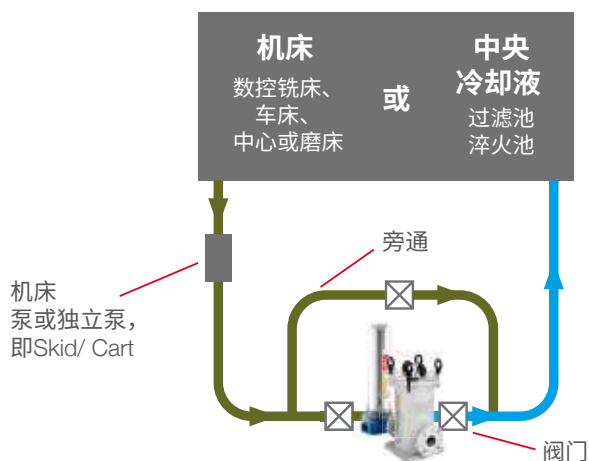 机床
数控铣床、
车床、
中心或磨床
或
中央
冷却液
过滤池
淬火池
旁通
机床
泵或独立泵，
即Skid/ Cart
阀门